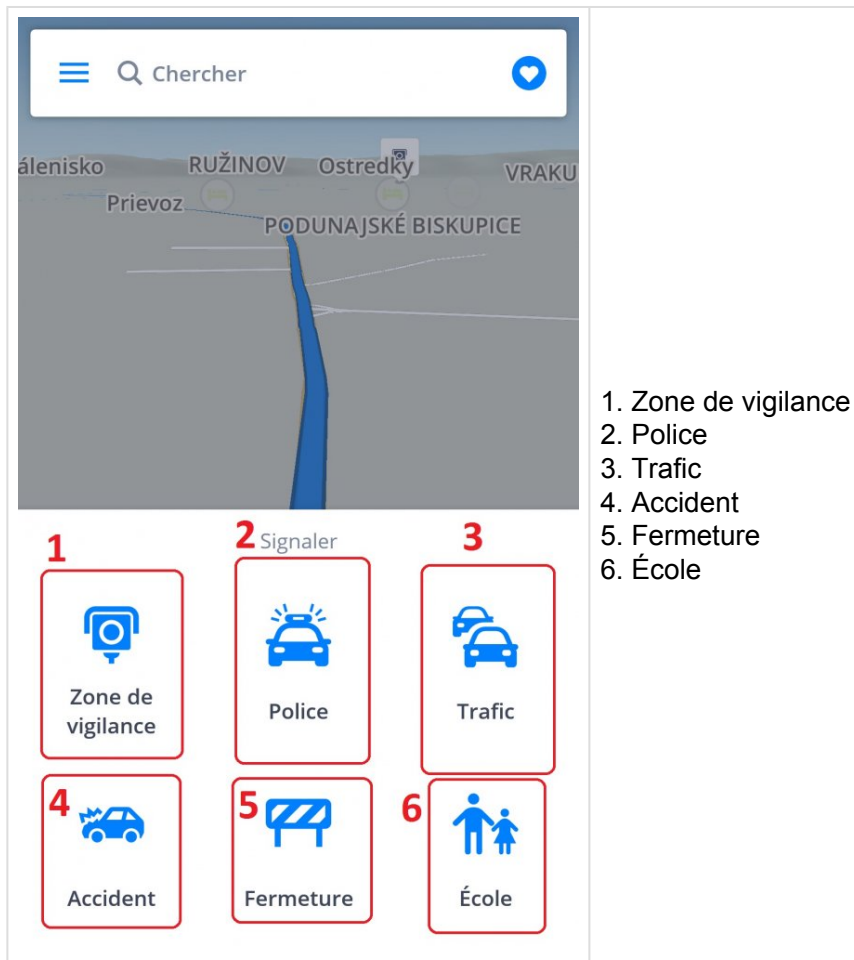 Chercher
álenisko
RUŽINOV
Ostredky
VRAKU
Prievoz
PODUNAJSKÉ BISKUPICE
1
2 Signaler
3
Zone de
vigilance
Police
Trafic
4
5
6
Accident
Fermeture
École
1. Zone de vigilance
2. Police
3. Trafic
4. Accident
5. Fermeture
6. École